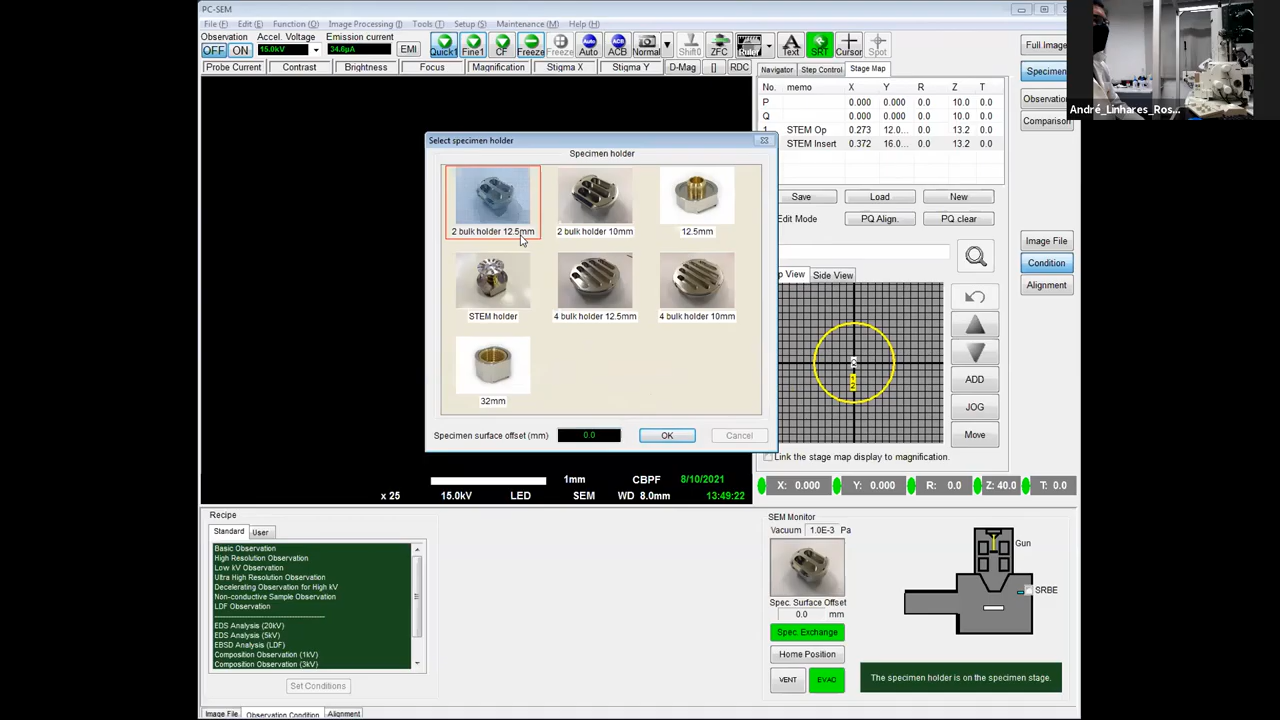 PC-SEM
File (F) Edit (E) Function (O) Image Processing (I) Tools (T) Setup (S) Maintenance (M) Help (H)
Observation Accel. Voltage Emission current
OFF ON 15.0kV 34.6µA EMI Quick1 Fine1 CF Freeze Freeze Auto ACB Normal Shift0 ZFC Ruler Text SRT Cursor Spot
Probe Current Contrast Brightness Focus Magnification Stigma X Stigma Y D-Mag [] RDC
Full Image
Specimen
Observatio
Comparison
André_Linhares_Ros...
Navigator Step Control Stage Map
No. memo X Y R Z T
P 0.000 0.000 0.0 10.0 0.0
Q 0.000 0.000 0.0 10.0 0.0
1 STEM Op 0.273 12.0... 0.0 13.2 0.0
STEM Insert 0.372 16.0... 0.0 13.2 0.0
Save Load New
Edit Mode PQ Align. PQ clear
Image File
Condition
Alignment
p View Side View
ADD
JOG
Move
Link the stage map display to magnification.
X: 0.000 Y: 0.000 R: 0.0 Z: 40.0 T: 0.0
Select specimen holder
Specimen holder
2 bulk holder 12.5mm 2 bulk holder 10mm 12.5mm
STEM holder 4 bulk holder 12.5mm 4 bulk holder 10mm
32mm
Specimen surface offset (mm) 0.0 OK Cancel
1mm CBPF 8/10/2021
x 25 15.0kV LED SEM WD 8.0mm 13:49:22
Recipe
Standard User
Basic Observation
High Resolution Observation
Low kV Observation
Ultra High Resolution Observation
Decelerating Observation for High kV
Non-conductive Sample Observation
LDF Observation
EDS Analysis (20kV)
EDS Analysis (5kV)
EBSD Analysis (LDF)
Composition Observation (1kV)
Composition Observation (3kV)
Set Conditions
Image File Observation Condition Alignment
SEM Monitor
Vacuum 1.0E-3 Pa
Spec. Surface Offset
0.0 mm
Spec. Exchange
Home Position
VENT EVAC
Gun
SRBE
The specimen holder is on the specimen stage.